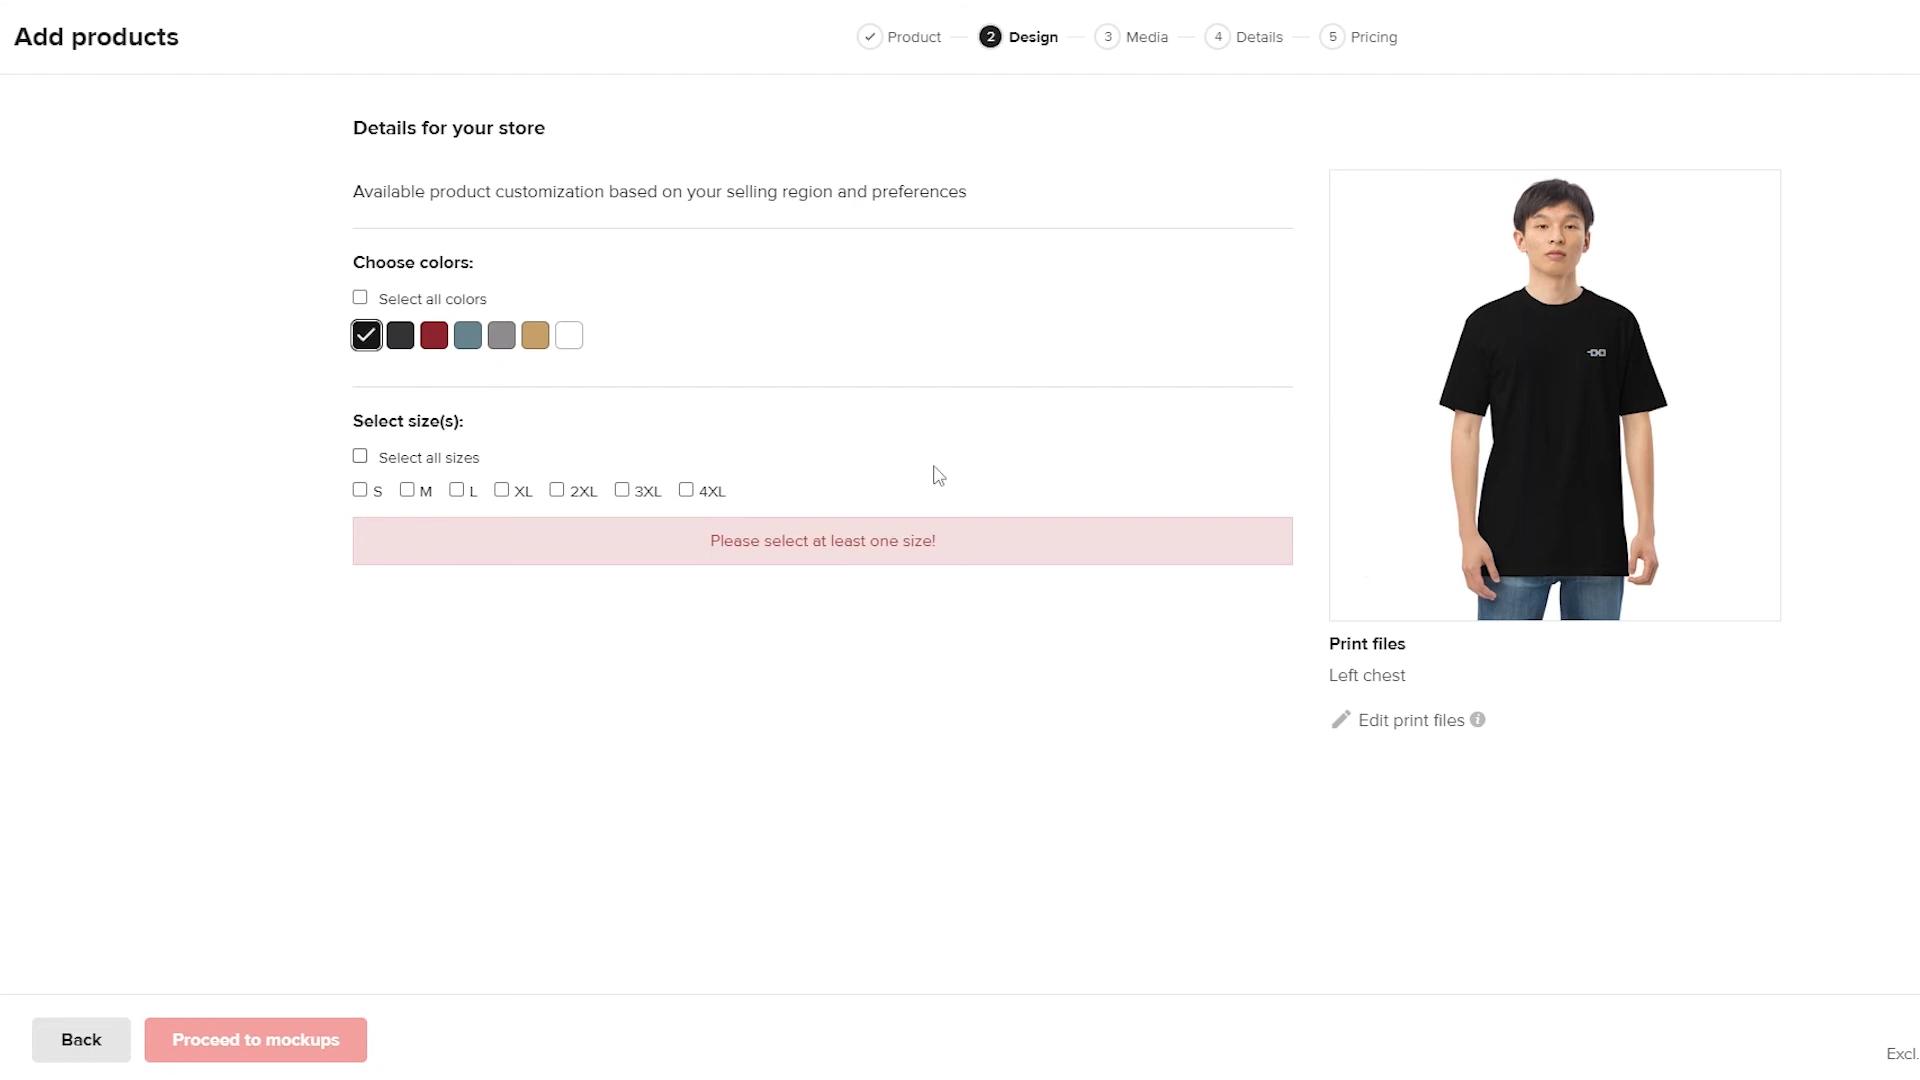 Add products
Product
2 Design
3 Media
4 Details
5 Pricing
Details for your store
Available product customization based on your selling region and preferences
Choose colors:
Select all colors
Select size(s):
Select all sizes
S M L XL 2XL 3XL 4XL
Please select at least one size!
Print files
Left chest
Edit print files
Back
Proceed to mockups
Excl.